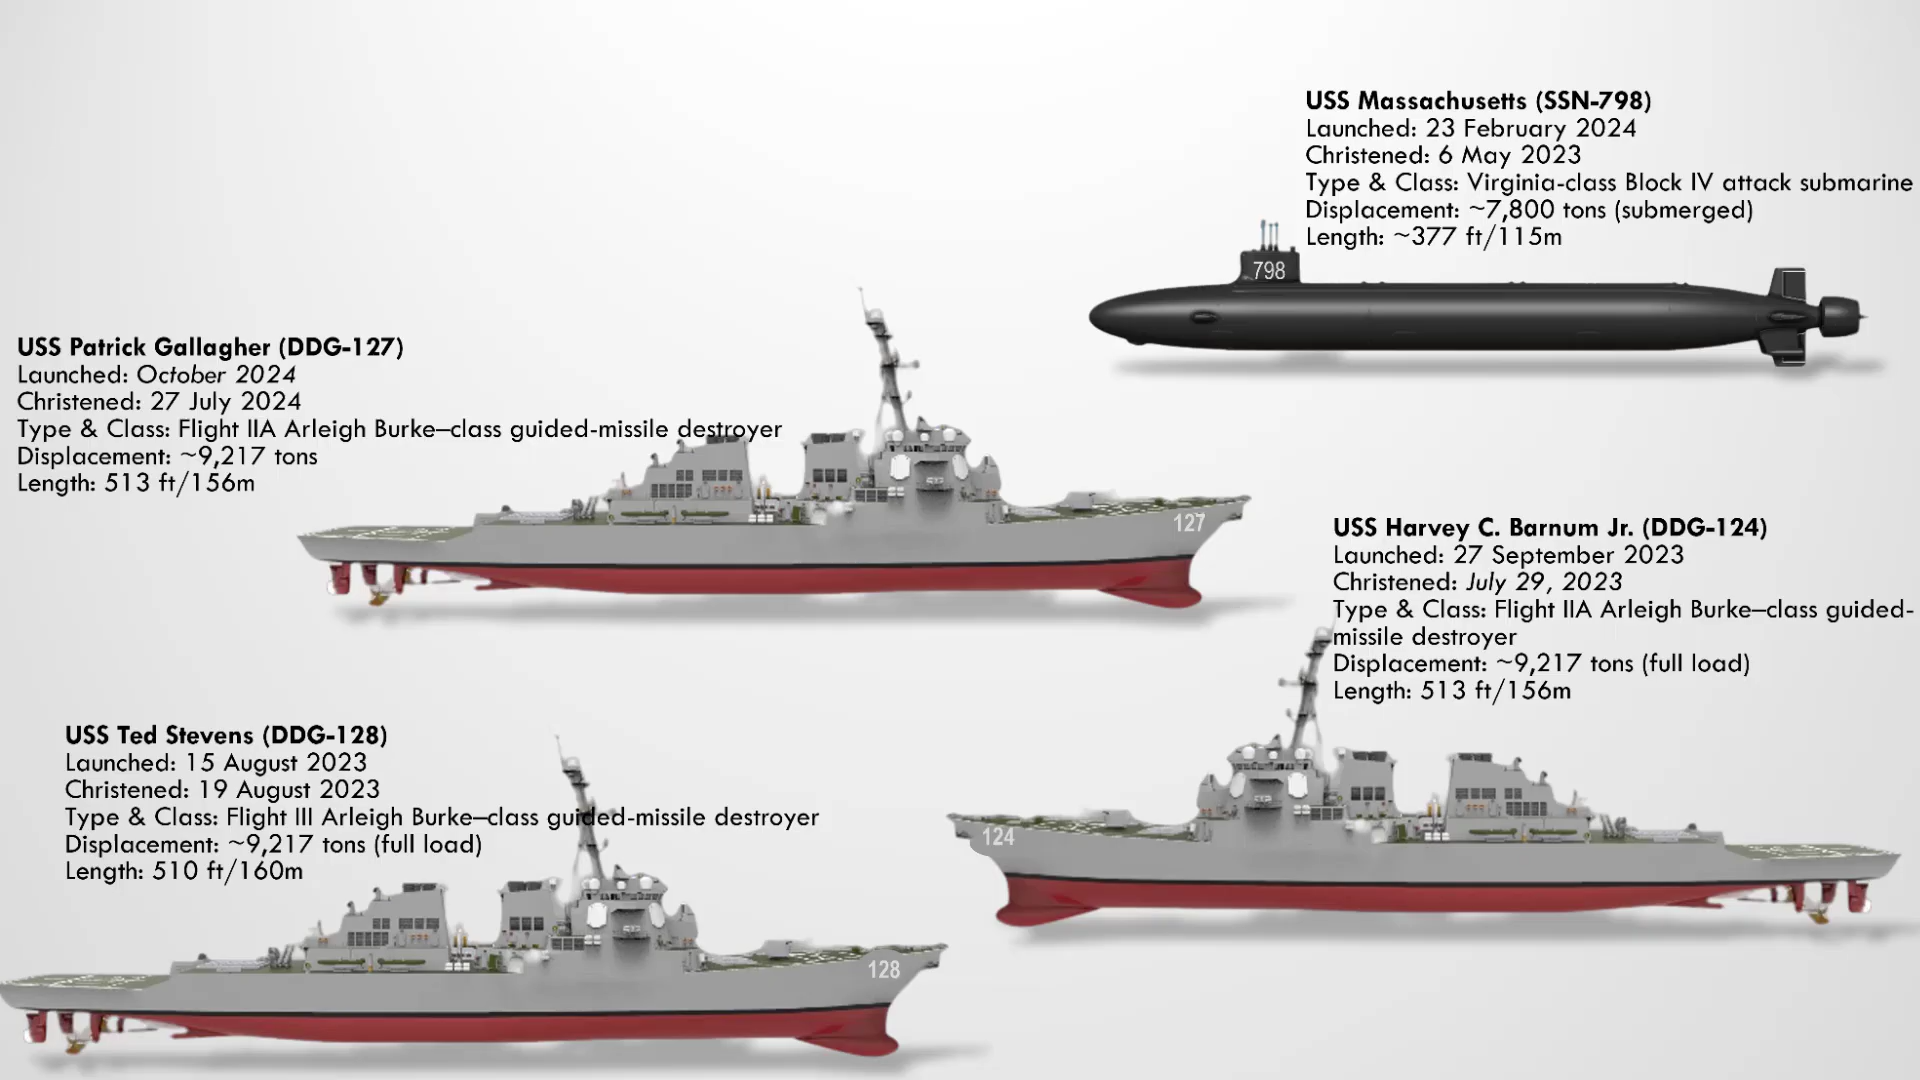 USS Massachusetts (SSN-798)
Launched: 23 February 2024
Christened: 6 May 2023
Type & Class: Virginia-class Block IV attack submarine
Displacement: ~7,800 tons (submerged)
Length: ~377 ft/115m
798
USS Patrick Gallagher (DDG-127)
Launched: October 2024
Christened: 27 July 2024
Type & Class: Flight IIA Arleigh Burke–class guided-missile destroyer
Displacement: ~9,217 tons
Length: 513 ft/156m
127
USS Harvey C. Barnum Jr. (DDG-124)
Launched: 27 September 2023
Christened: July 29, 2023
Type & Class: Flight IIA Arleigh Burke–class guided-
missile destroyer
Displacement: ~9,217 tons (full load)
Length: 513 ft/156m
124
USS Ted Stevens (DDG-128)
Launched: 15 August 2023
Christened: 19 August 2023
Type & Class: Flight III Arleigh Burke–class guided-missile destroyer
Displacement: ~9,217 tons (full load)
Length: 510 ft/160m
128